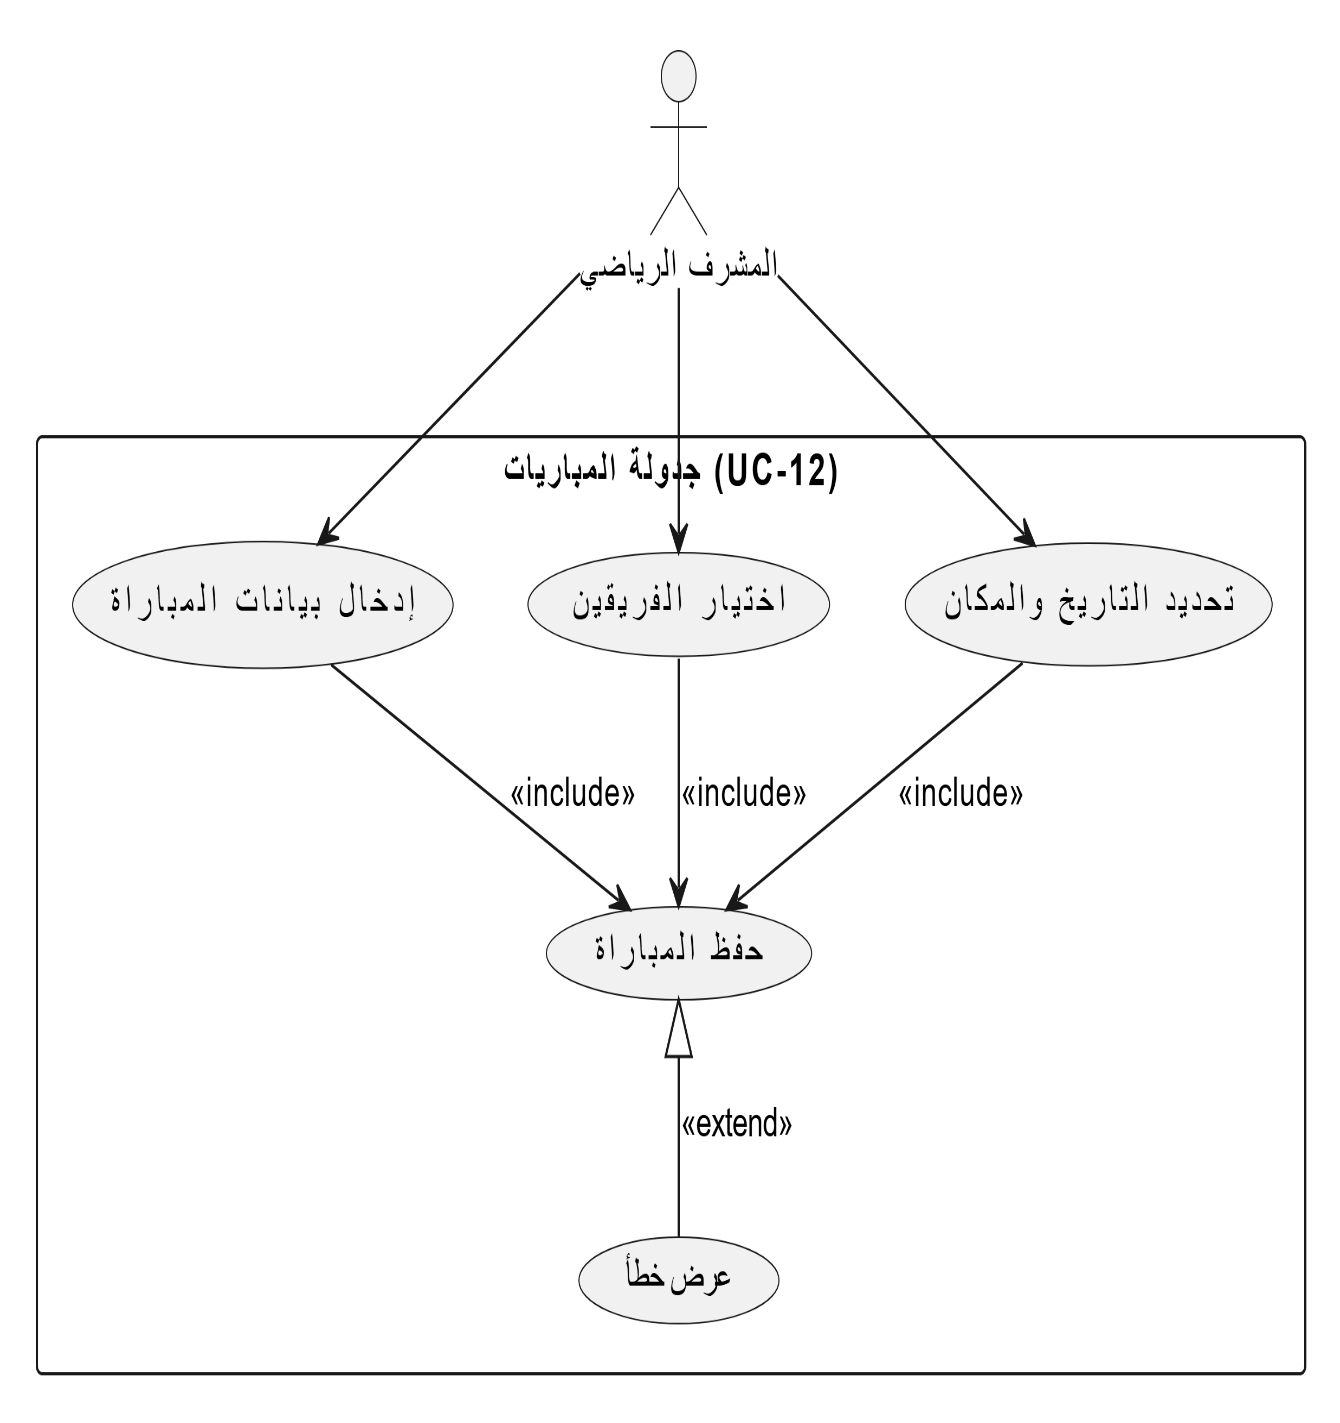 المشرف الرياضي
جدولة المباريات (UC-12)
إدخال بيانات المباراة
اختيار الفريقين
تحديد التاريخ والمكان
«include»
«include»
«include»
حفظ المباراة
«extend»
عرض خطأ